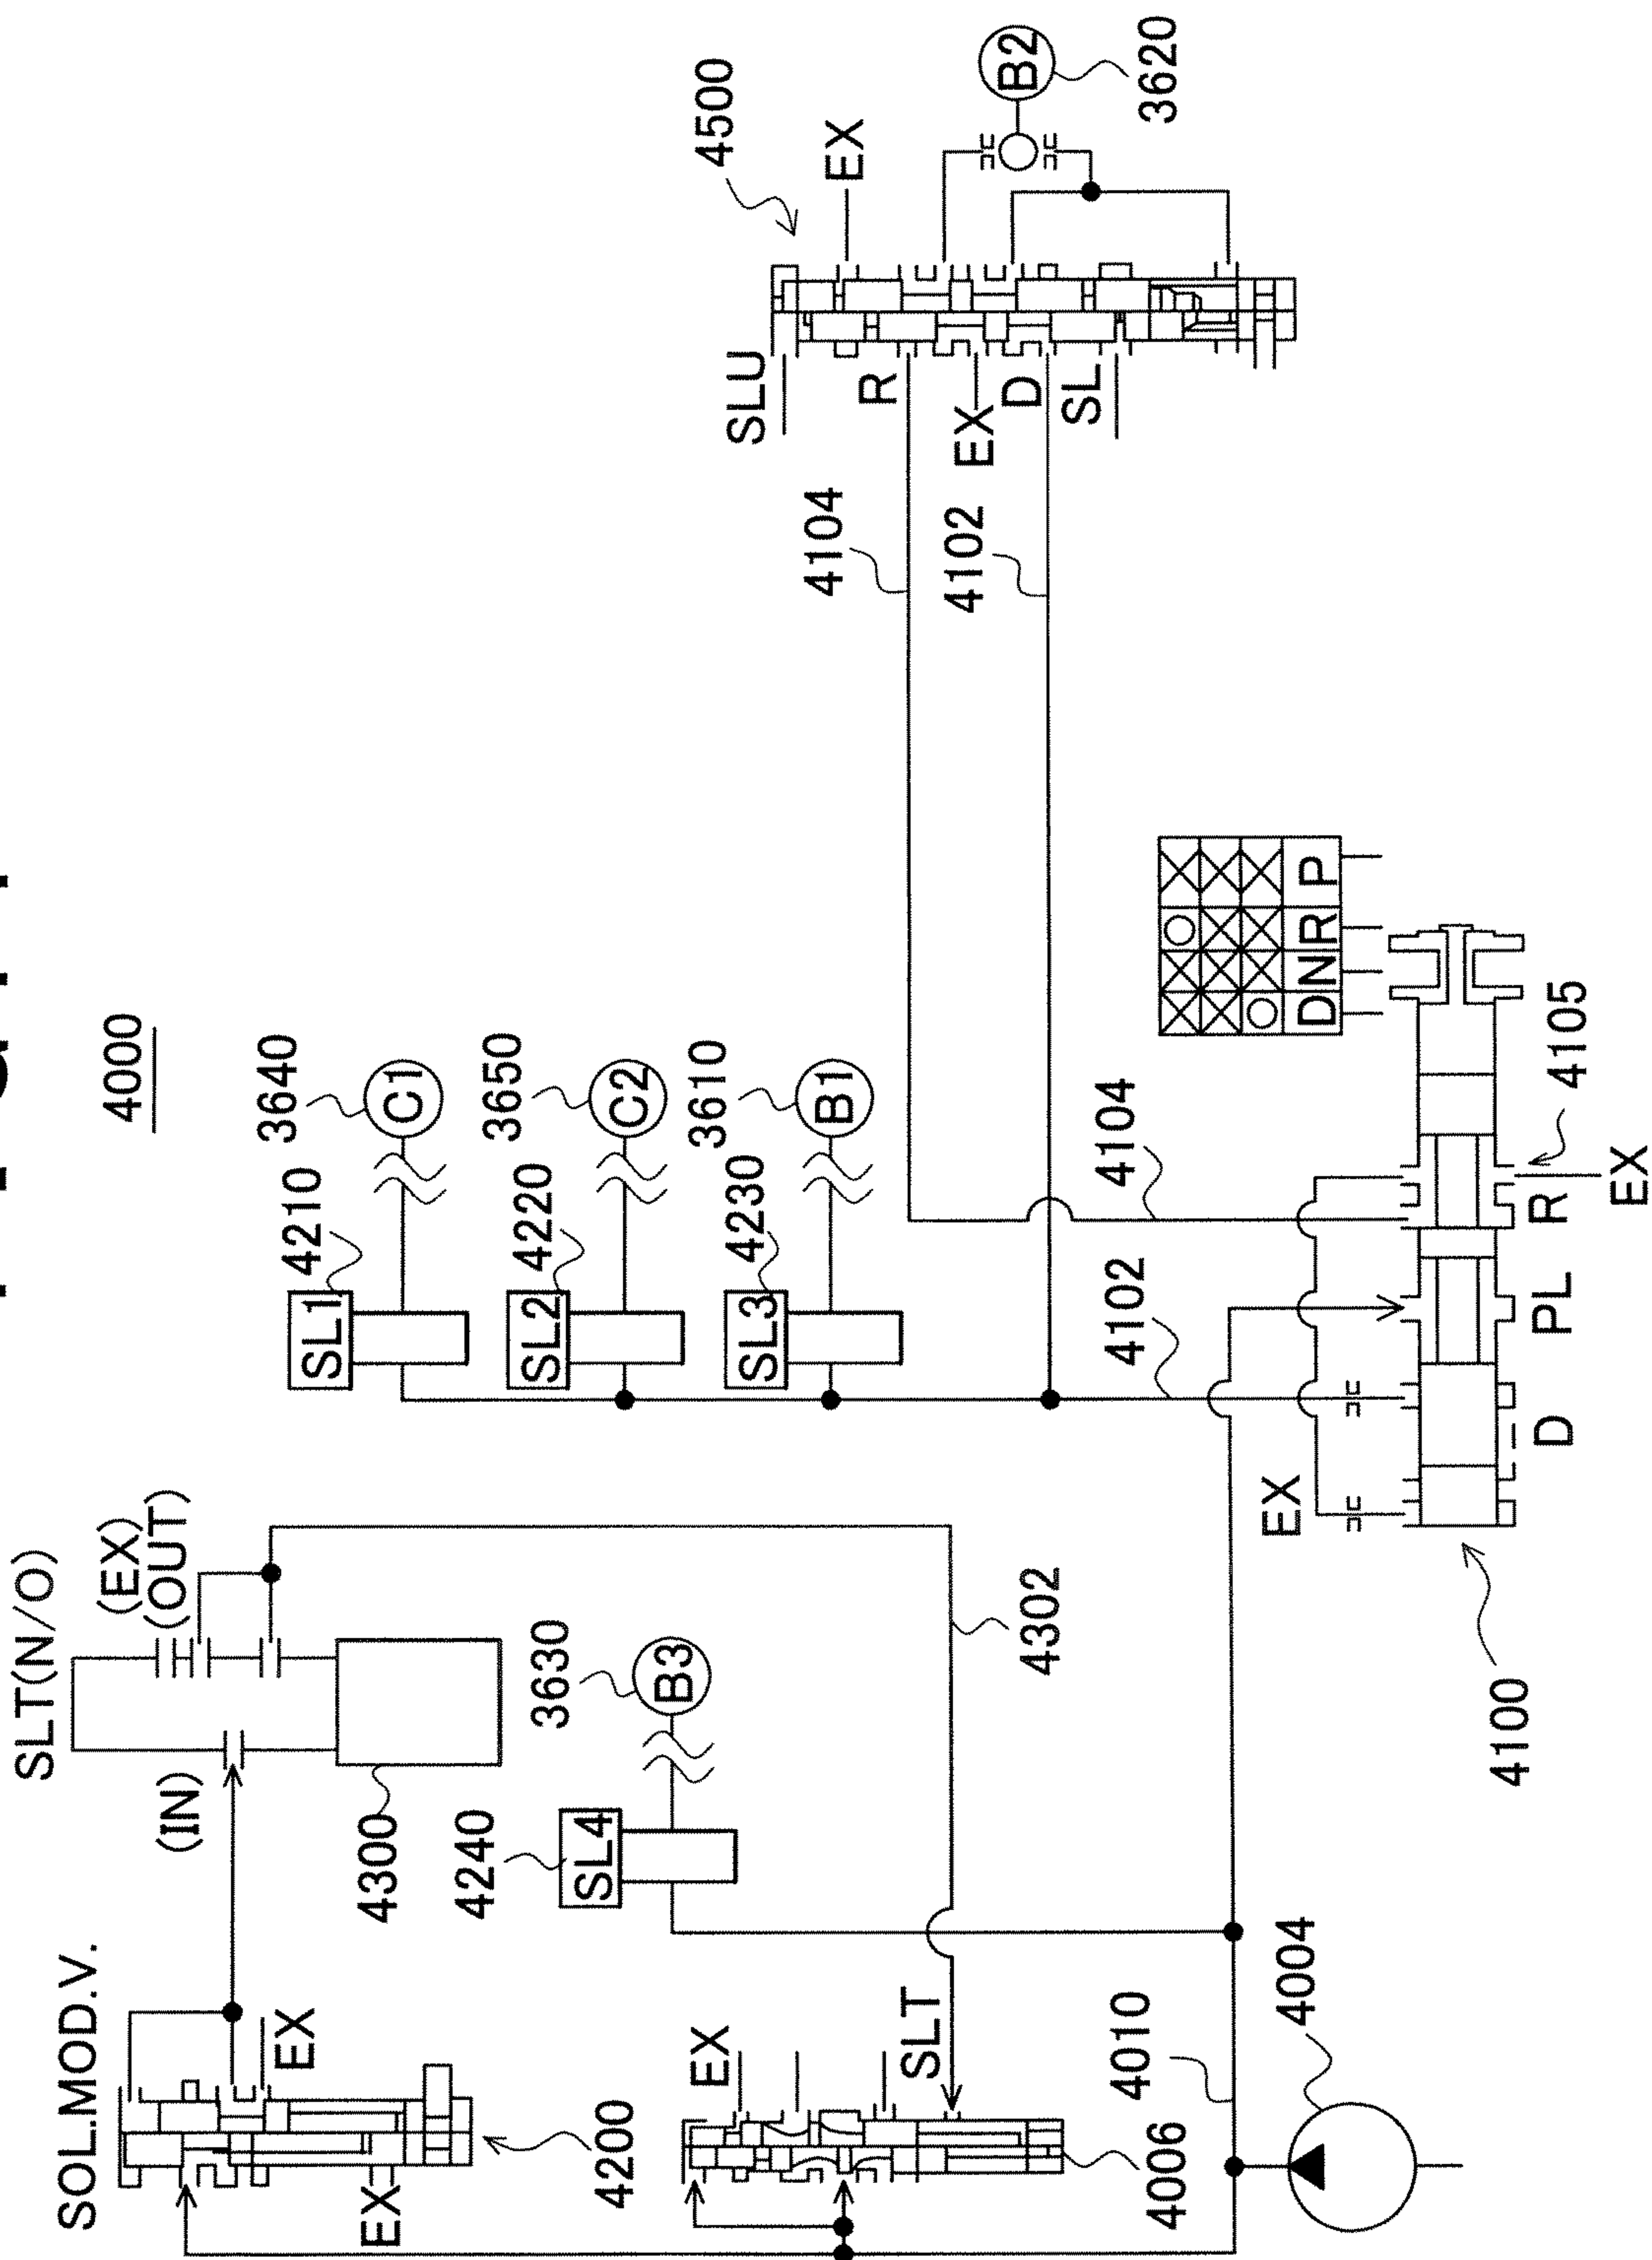 4000
SOL.MOD.V.
EX
EX
4200
SLT(N/O)
(EX)
(OUT)
(IN)
4300
SL1
4210
C1
3640
SL2
4220
C2
3650
SL3
4230
B1
3610
SL4
4240
B3
3630
EX
SLT
4006
4302
4010
4004
4102
4104
4104
4102
SLU
R
EX
D
SL
4500
EX
B2
3620
D
N
R
P
EX
D
PL
R
EX
4105
4100